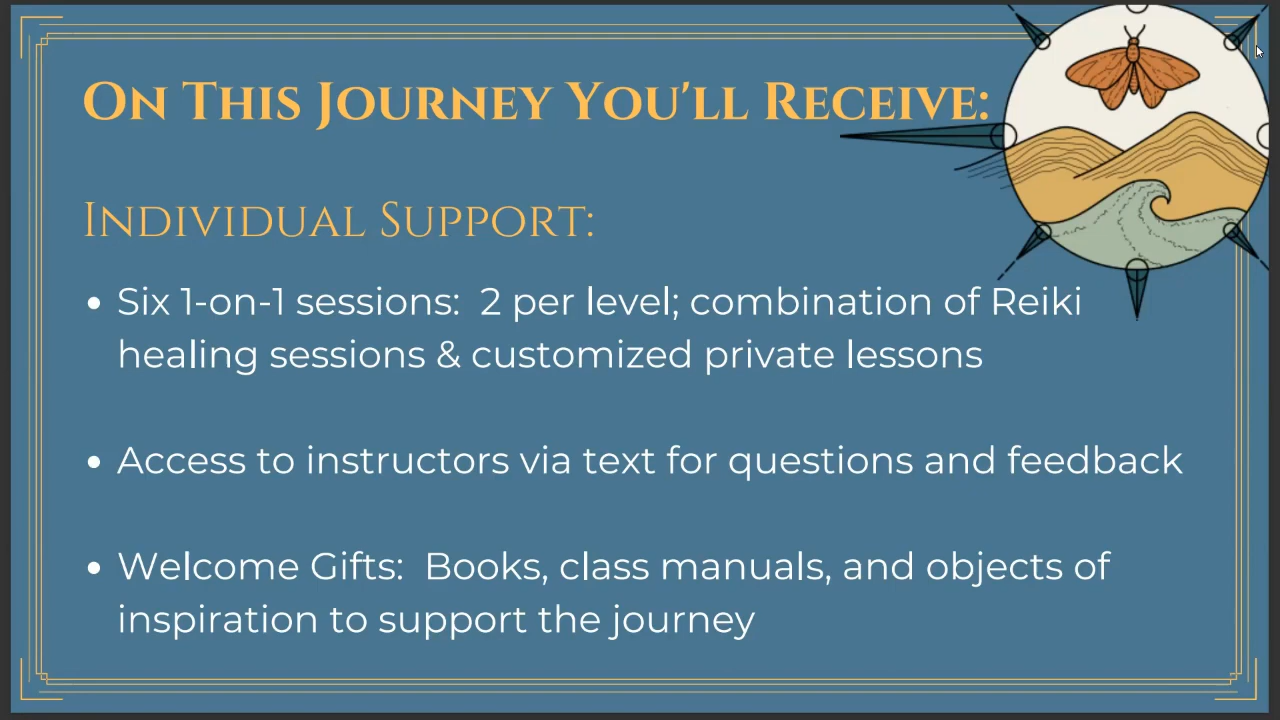 On This Journey You'll Receive:
Individual Support:
• Six 1-on-1 sessions:  2 per level; combination of Reiki
healing sessions & customized private lessons
• Access to instructors via text for questions and feedback
• Welcome Gifts:  Books, class manuals, and objects of
inspiration to support the journey